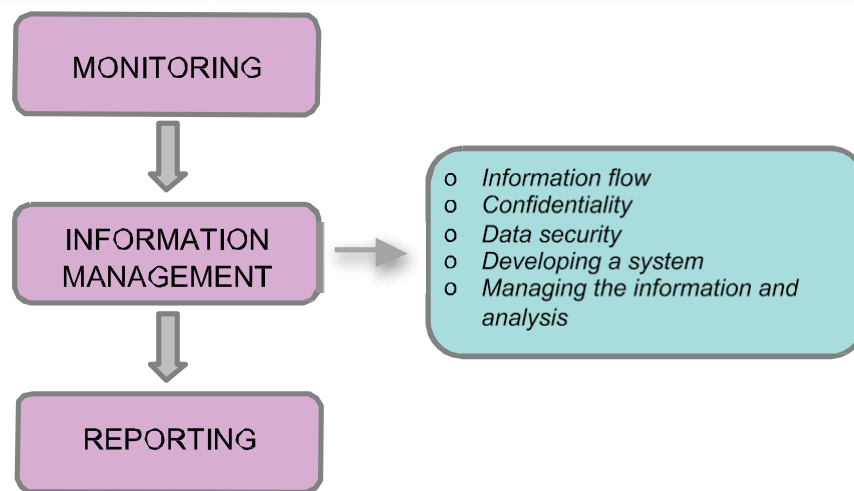 MONITORING
INFORMATION
MANAGEMENT
o Information flow
o Confidentiality
o Data security
o Developing a system
o Managing the information and
analysis
REPORTING